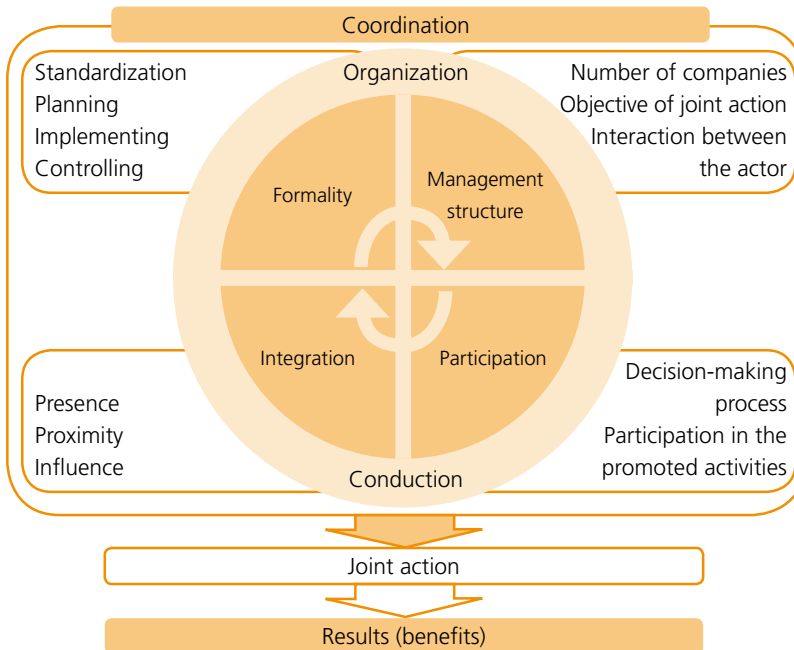 Coordination
Organization
Standardization
Planning
Implementing
Controlling
Number of companies
Objective of joint action
Interaction between
the actor
Formality
Management
structure
Integration
Participation
Presence
Proximity
Influence
Decision-making
process
Participation in the
promoted activities
Conduction
Joint action
Results (benefits)